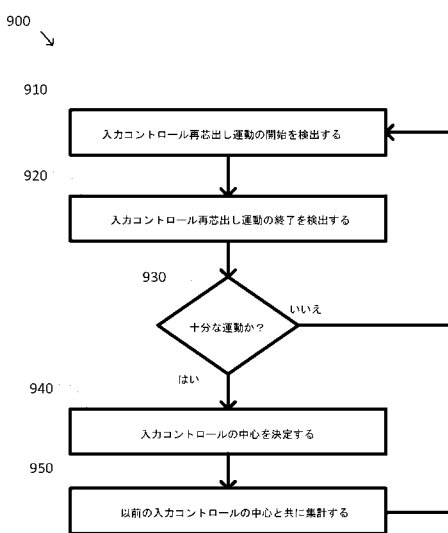 900
910
入力コントロール再芯出し運動の開始を検出する
920
入力コントロール再芯出し運動の終了を検出する
930
十分な運動か?
いいえ
はい
940
入力コントロールの中心を決定する
950
以前の入力コントロールの中心と共に集計する